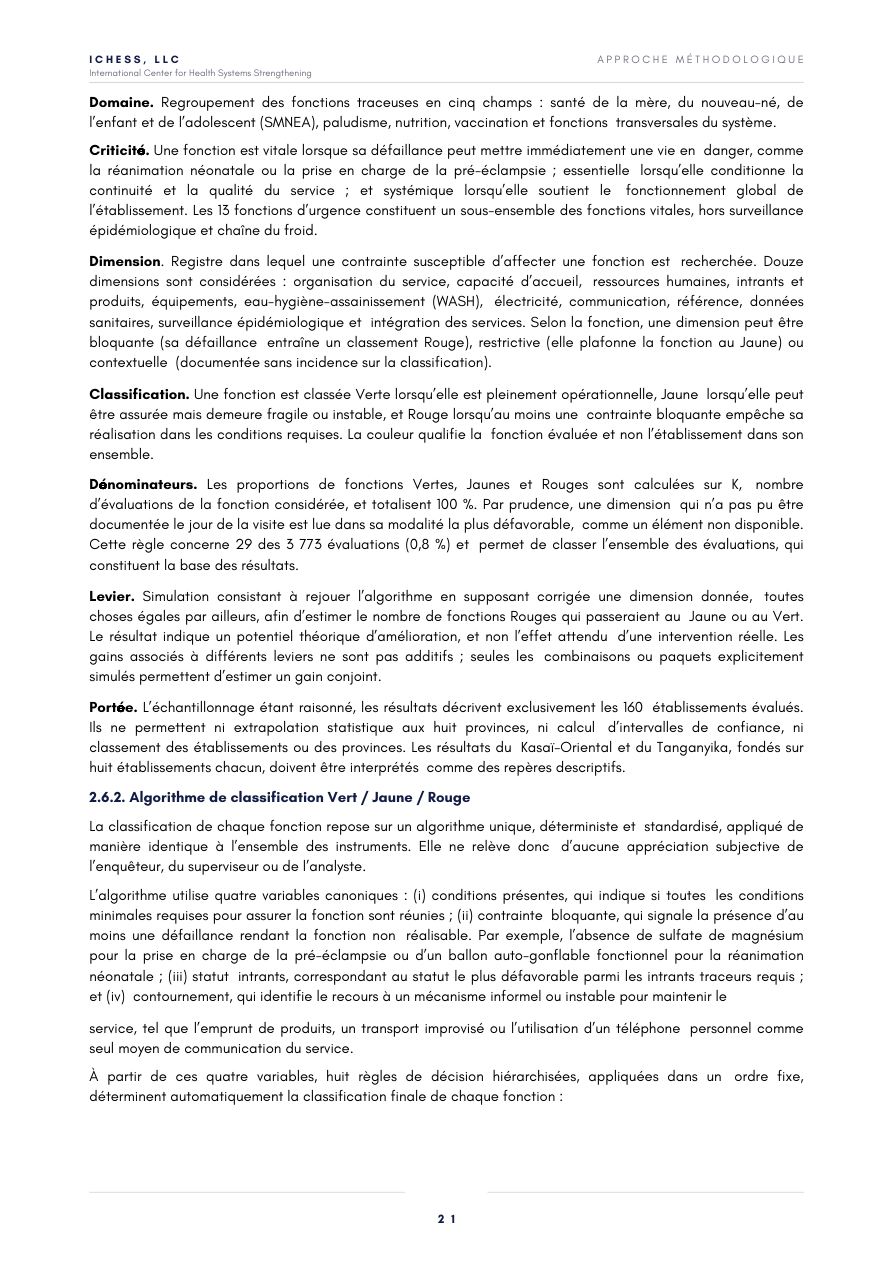 ICHESS, LLC
International Center for Health Systems Strengthening
APPROCHE MÉTHODOLOGIQUE
Domaine. Regroupement des fonctions traceuses en cinq champs : santé de la mère, du nouveau-né, de
l’enfant et de l’adolescent (SMNEA), paludisme, nutrition, vaccination et fonctions transversales du système.
Criticité. Une fonction est vitale lorsque sa défaillance peut mettre immédiatement une vie en danger, comme
la réanimation néonatale ou la prise en charge de la pré-éclampsie ; essentielle lorsqu’elle conditionne la
continuité et la qualité du service ; et systémique lorsqu’elle soutient le fonctionnement global de
l’établissement. Les 13 fonctions d’urgence constituent un sous-ensemble des fonctions vitales, hors surveillance
épidémiologique et chaîne du froid.
Dimension. Registre dans lequel une contrainte susceptible d’affecter une fonction est recherchée. Douze
dimensions sont considérées : organisation du service, capacité d’accueil, ressources humaines, intrants et
produits, équipements, eau-hygiène-assainissement (WASH), électricité, communication, référence, données
sanitaires, surveillance épidémiologique et intégration des services. Selon la fonction, une dimension peut être
bloquante (sa défaillance entraîne un classement Rouge), restrictive (elle plafonne la fonction au Jaune) ou
contextuelle (documentée sans incidence sur la classification).
Classification. Une fonction est classée Verte lorsqu’elle est pleinement opérationnelle, Jaune lorsqu’elle peut
être assurée mais demeure fragile ou instable, et Rouge lorsqu’au moins une contrainte bloquante empêche sa
réalisation dans les conditions requises. La couleur qualifie la fonction évaluée et non l’établissement dans son
ensemble.
Dénominateurs. Les proportions de fonctions Vertes, Jaunes et Rouges sont calculées sur K, nombre
d’évaluations de la fonction considérée, et totalisent 100 %. Par prudence, une dimension qui n’a pas pu être
documentée le jour de la visite est lue dans sa modalité la plus défavorable, comme un élément non disponible.
Cette règle concerne 29 des 3 773 évaluations (0,8 %) et permet de classer l’ensemble des évaluations, qui
constituent la base des résultats.
Levier. Simulation consistant à rejouer l’algorithme en supposant corrigée une dimension donnée, toutes
choses égales par ailleurs, afin d’estimer le nombre de fonctions Rouges qui passeraient au Jaune ou au Vert.
Le résultat indique un potentiel théorique d’amélioration, et non l’effet attendu d’une intervention réelle. Les
gains associés à différents leviers ne sont pas additifs ; seules les combinaisons ou paquets explicitement
simulés permettent d’estimer un gain conjoint.
Portée. L’échantillonnage étant raisonné, les résultats décrivent exclusivement les 160 établissements évalués.
Ils ne permettent ni extrapolation statistique aux huit provinces, ni calcul d’intervalles de confiance, ni
classement des établissements ou des provinces. Les résultats du Kasaï-Oriental et du Tanganyika, fondés sur
huit établissements chacun, doivent être interprétés comme des repères descriptifs.
2.6.2. Algorithme de classification Vert / Jaune / Rouge
La classification de chaque fonction repose sur un algorithme unique, déterministe et standardisé, appliqué de
manière identique à l’ensemble des instruments. Elle ne relève donc d’aucune appréciation subjective de
l’enquêteur, du superviseur ou de l’analyste.
L’algorithme utilise quatre variables canoniques : (i) conditions présentes, qui indique si toutes les conditions
minimales requises pour assurer la fonction sont réunies ; (ii) contrainte bloquante, qui signale la présence d’au
moins une défaillance rendant la fonction non réalisable. Par exemple, l’absence de sulfate de magnésium
pour la prise en charge de la pré-éclampsie ou d’un ballon auto-gonflable fonctionnel pour la réanimation
néonatale ; (iii) statut intrants, correspondant au statut le plus défavorable parmi les intrants traceurs requis ;
et (iv) contournement, qui identifie le recours à un mécanisme informel ou instable pour maintenir le
service, tel que l’emprunt de produits, un transport improvisé ou l’utilisation d’un téléphone personnel comme
seul moyen de communication du service.
À partir de ces quatre variables, huit règles de décision hiérarchisées, appliquées dans un ordre fixe,
déterminent automatiquement la classification finale de chaque fonction :
21